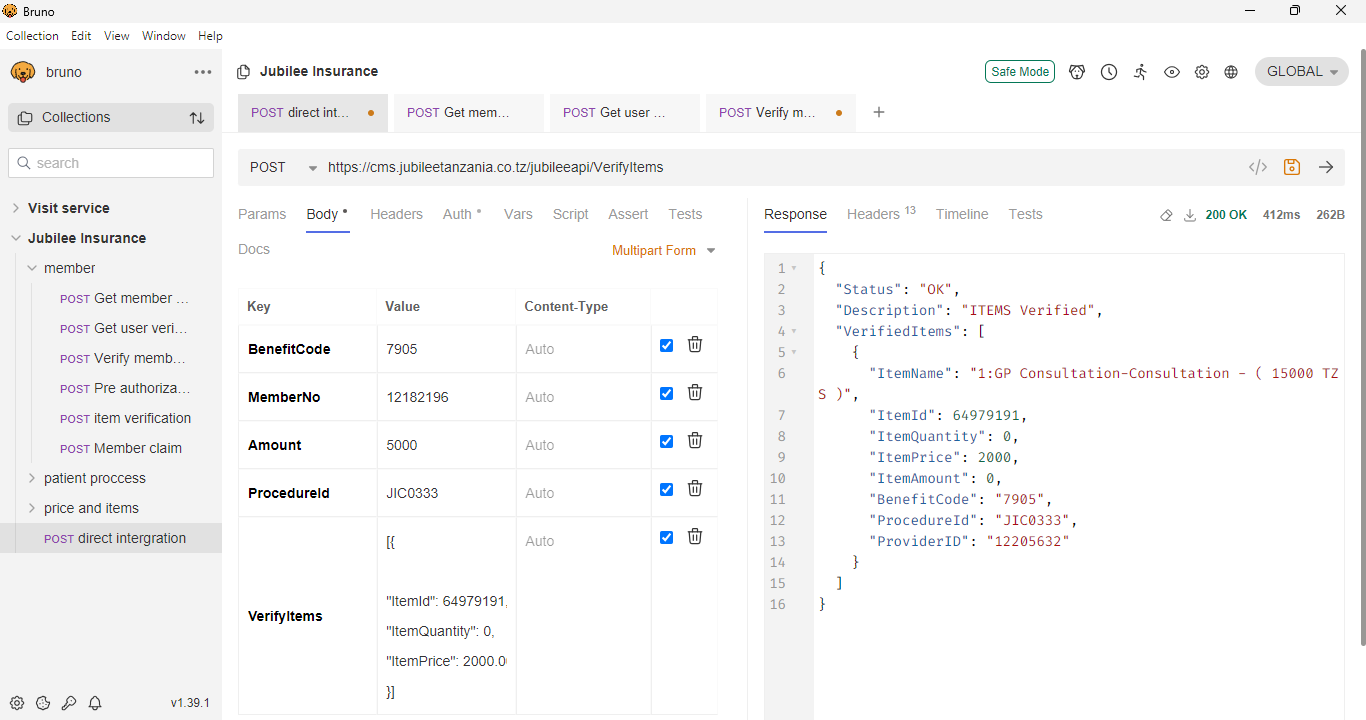 Bruno
Collection Edit View Window Help
bruno
Jubilee Insurance
Safe Mode
GLOBAL
Collections
POST direct int...
POST Get mem...
POST Get user ...
POST Verify m...
search
POST https://cms.jubileetanzania.co.tz/jubileeapi/VerifyItems
</>
Visit service
Jubilee Insurance
member
POST Get member ...
POST Get user veri...
POST Verify memb...
POST Pre authoriza...
POST item verification
POST Member claim
patient proccess
price and items
POST direct intergration
v1.39.1
Params Body Headers Auth Vars Script Assert Tests
Docs
Multipart Form
Key Value Content-Type
BenefitCode 7905 Auto
MemberNo 12182196 Auto
Amount 5000 Auto
ProcedureId JIC0333 Auto
VerifyItems Auto
[{
"ItemId": 64979191,
"ItemQuantity": 0,
"ItemPrice": 2000.0
}]
Response Headers 13 Timeline Tests
200 OK 412ms 262B
1 {
2 "Status": "OK",
3 "Description": "ITEMS Verified",
4 "VerifiedItems": [
5 {
6 "ItemName": "1:GP Consultation-Consultation - ( 15000 TZ
S )",
7 "ItemId": 64979191,
8 "ItemQuantity": 0,
9 "ItemPrice": 2000,
10 "ItemAmount": 0,
11 "BenefitCode": "7905",
12 "ProcedureId": "JIC0333",
13 "ProviderID": "12205632"
14 }
15 ]
16 }